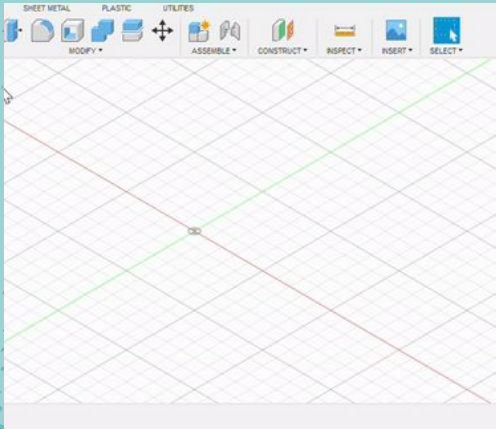 SHEET METAL PLASTIC UTILITIES
MODIFY ASSEMBLE CONSTRUCT INSPECT INSERT SELECT